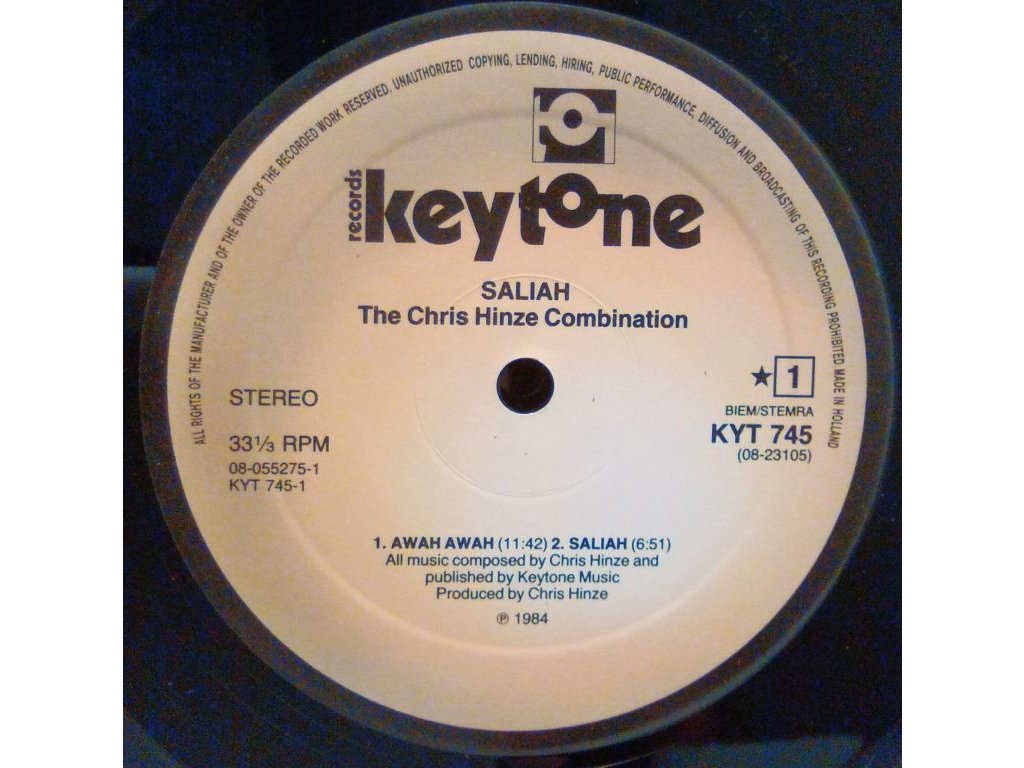 ALL RIGHTS OF THE MANUFACTURER AND OF THE OWNER OF THE RECORDED WORK RESERVED. UNAUTHORIZED COPYING, LENDING, HIRING, PUBLIC PERFORMANCE, DIFFUSION AND BROADCASTING OF THIS RECORDING PROHIBITED. MADE IN HOLLAND
records
keytone
SALIAH
The Chris Hinze Combination
STEREO
33⅓ RPM
08-055275-1
KYT 745-1
★ 1
BIEM/STEMRA
KYT 745
(08-23105)
1. AWAH AWAH (11:42) 2. SALIAH (6:51)
All music composed by Chris Hinze and
published by Keytone Music
Produced by Chris Hinze
℗ 1984